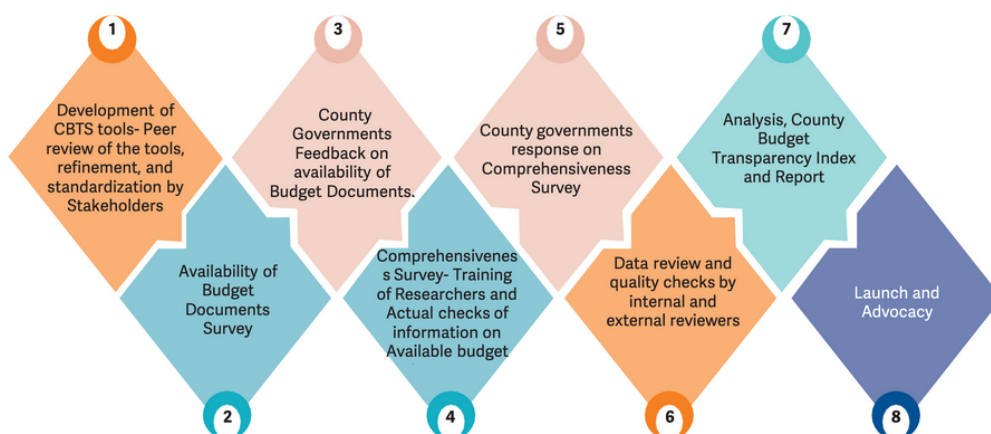 1
Development of
CBTS tools- Peer
review of the tools,
refinement, and
standardization by
Stakeholders
2
Availability of
Budget
Documents
Survey
3
County
Governments
Feedback on
availability of
Budget Documents.
4
Comprehensivenes
s Survey- Training
of Researchers and
Actual checks of
information on
Available budget
5
County governments
response on
Comprehensiveness
Survey
6
Data review and
quality checks by
internal and
external reviewers
7
Analysis, County
Budget
Transparency Index
and Report
8
Launch and
Advocacy